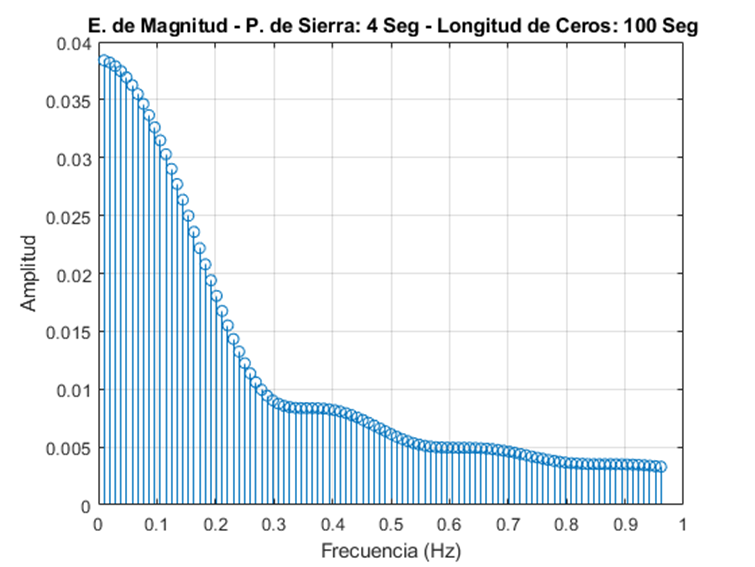 E. de Magnitud - P. de Sierra: 4 Seg - Longitud de Ceros: 100 Seg
0.04
0.035
0.03
0.025
0.02
0.015
0.01
0.005
0
Amplitud
0 0.1 0.2 0.3 0.4 0.5 0.6 0.7 0.8 0.9 1
Frecuencia (Hz)